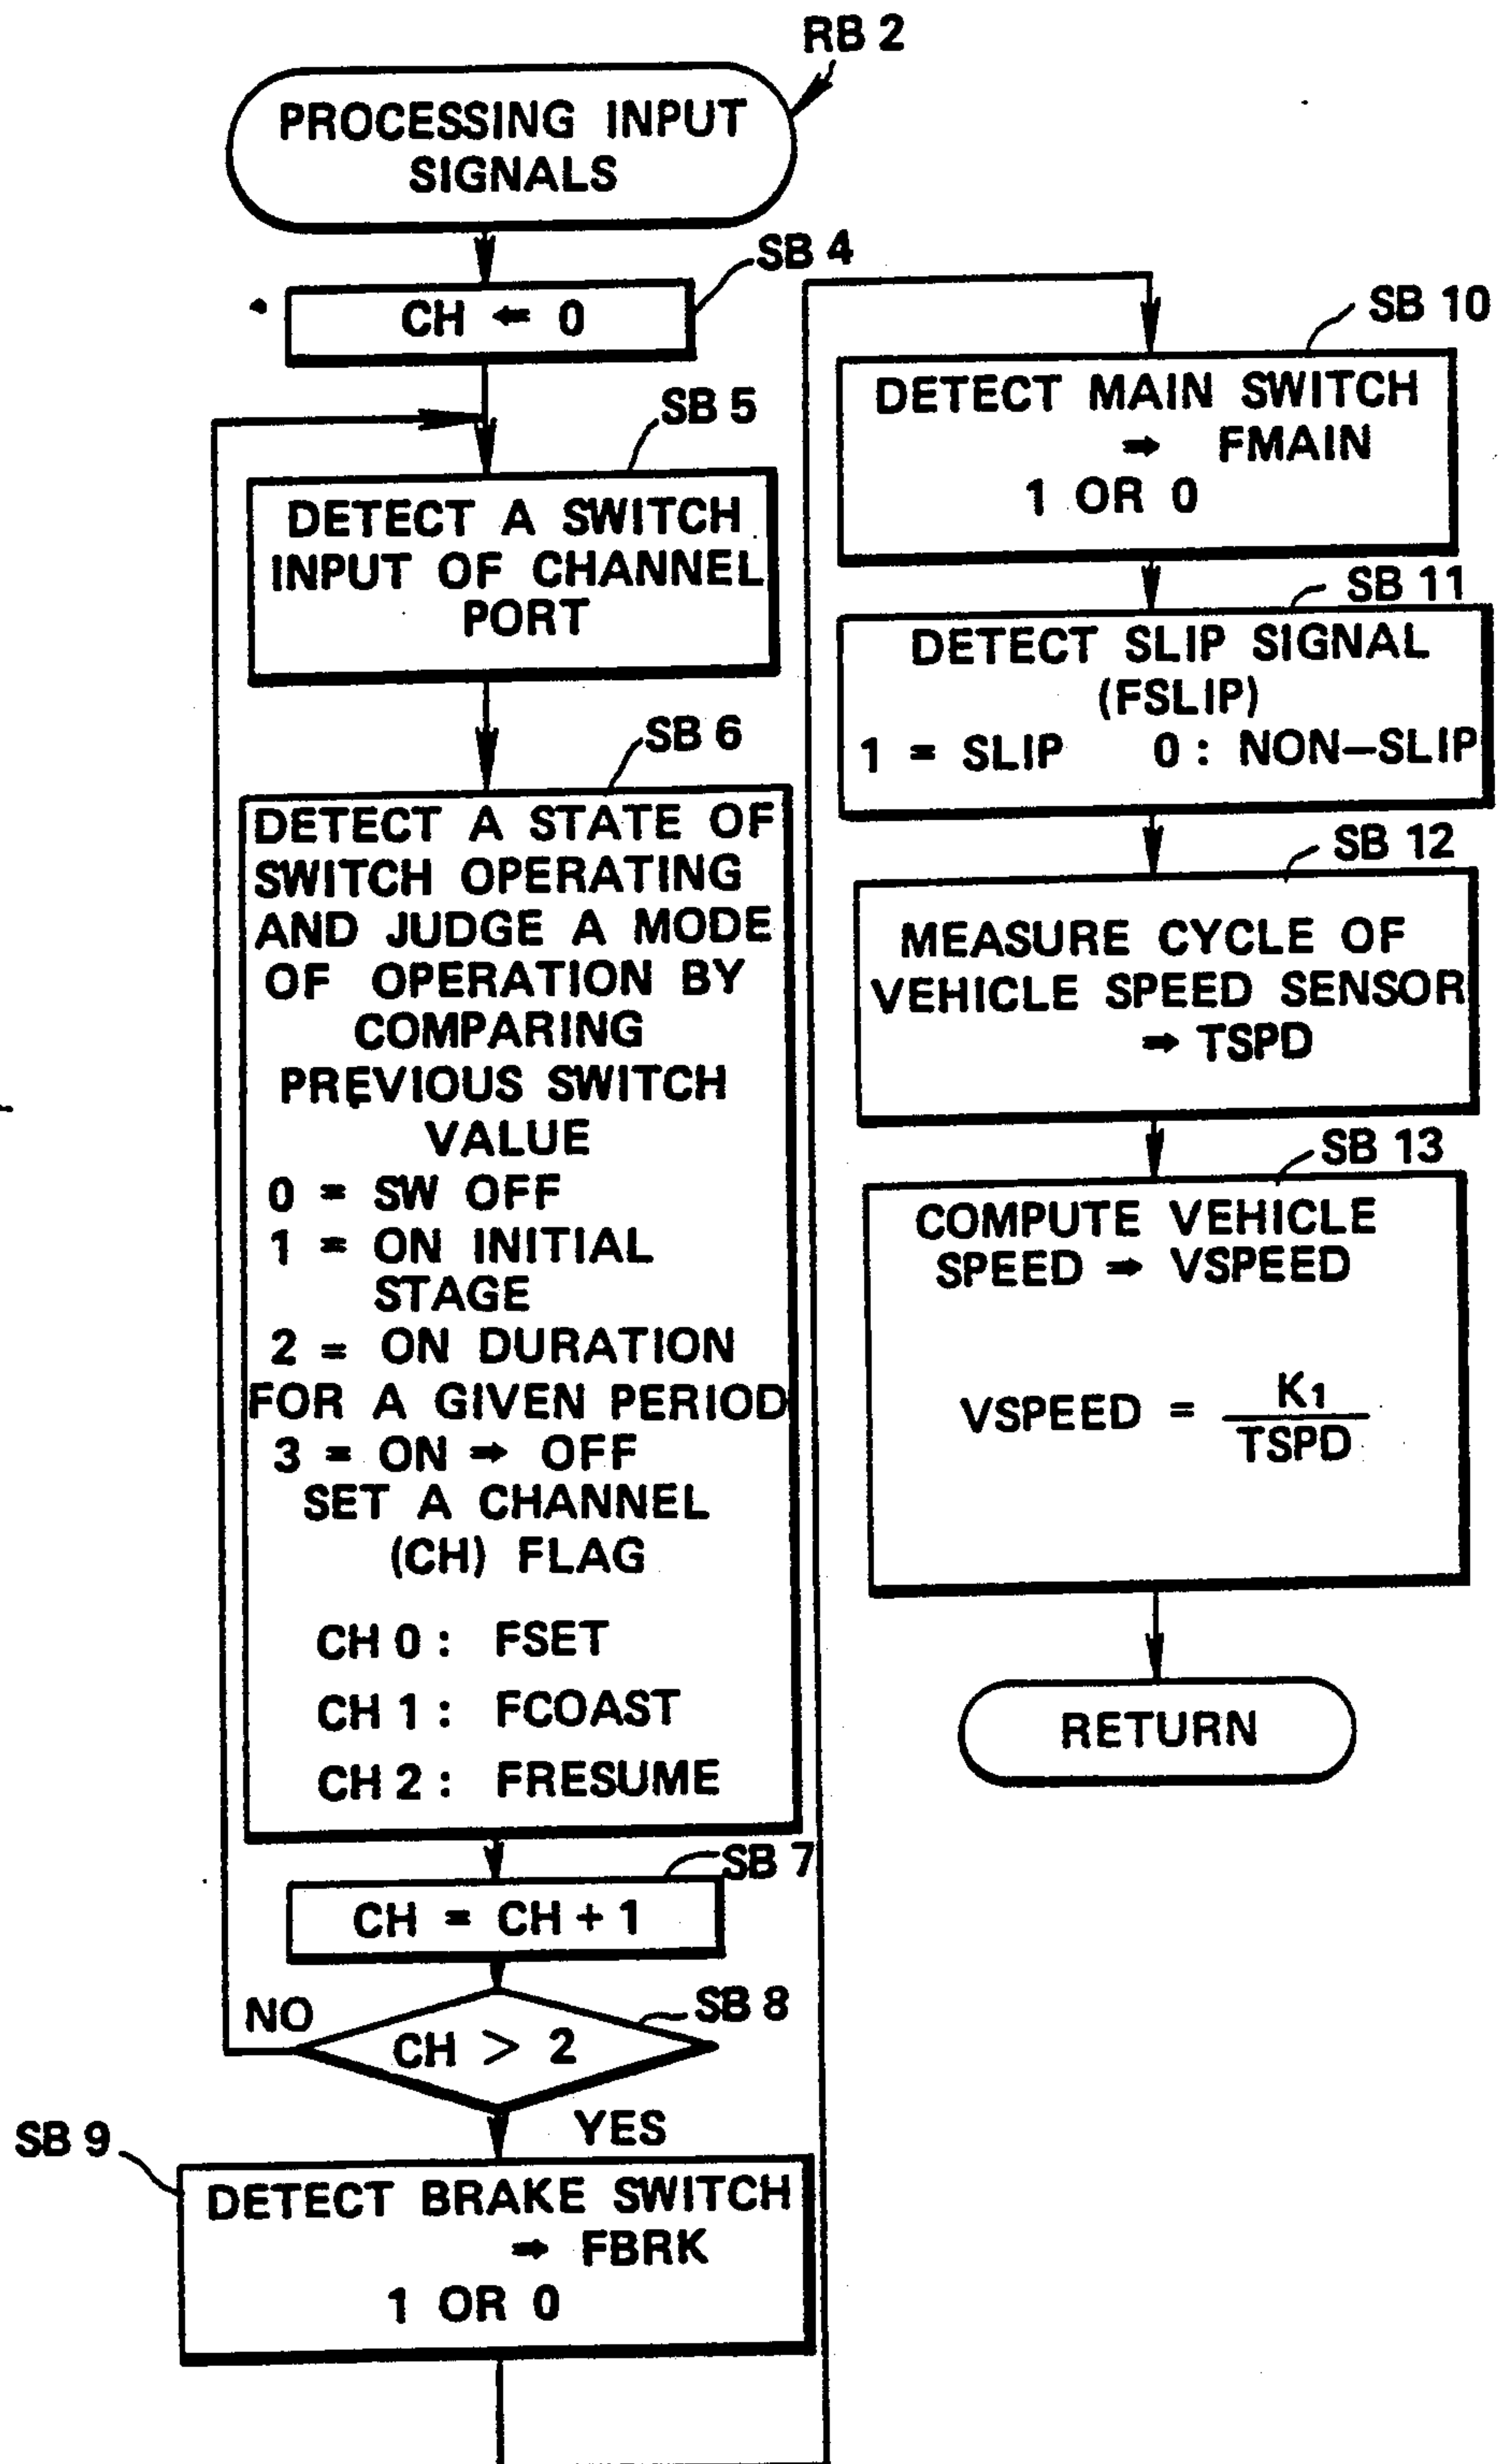 RB 2
PROCESSING INPUT
SIGNALS
SB 4
CH ← 0
SB 5
DETECT A SWITCH
INPUT OF CHANNEL
PORT
SB 6
DETECT A STATE OF
SWITCH OPERATING
AND JUDGE A MODE
OF OPERATION BY
COMPARING
PREVIOUS SWITCH
VALUE
0 = SW OFF
1 = ON INITIAL
STAGE
2 = ON DURATION
FOR A GIVEN PERIOD
3 = ON → OFF
SET A CHANNEL
(CH) FLAG
CH 0 : FSET
CH 1 : FCOAST
CH 2 : FRESUME
SB 7
CH = CH + 1
SB 8
NO
CH > 2
YES
SB 9
DETECT BRAKE SWITCH
→ FBRK
1 OR 0
SB 10
DETECT MAIN SWITCH
→ FMAIN
1 OR 0
SB 11
DETECT SLIP SIGNAL
(FSLIP)
1 = SLIP 0 : NON-SLIP
SB 12
MEASURE CYCLE OF
VEHICLE SPEED SENSOR
→ TSPD
SB 13
COMPUTE VEHICLE
SPEED → VSPEED
VSPEED = K1 / TSPD
RETURN